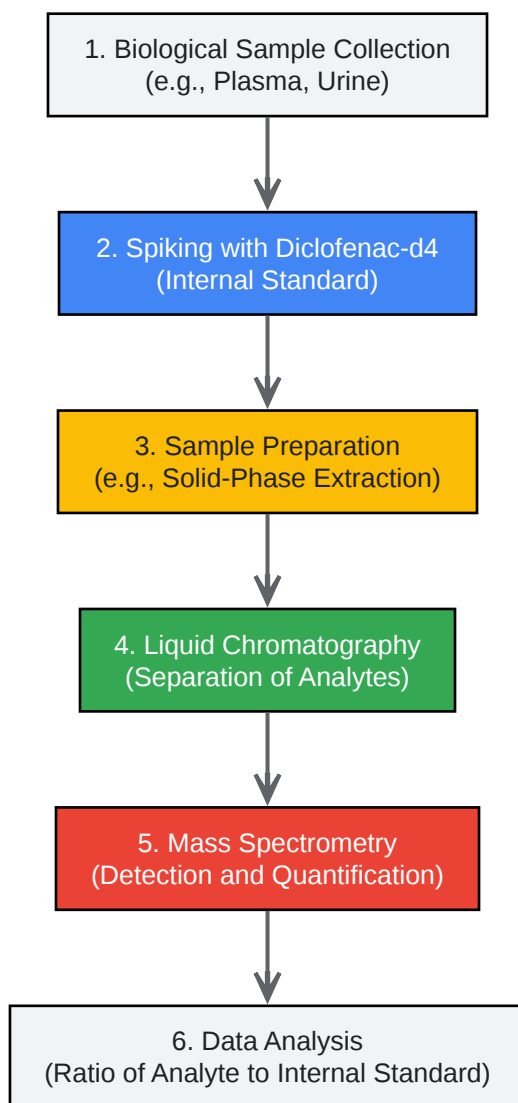 1. Biological Sample Collection
(e.g., Plasma, Urine)
2. Spiking with Diclofenac-d4
(Internal Standard)
3. Sample Preparation
(e.g., Solid-Phase Extraction)
4. Liquid Chromatography
(Separation of Analytes)
5. Mass Spectrometry
(Detection and Quantification)
6. Data Analysis
(Ratio of Analyte to Internal Standard)